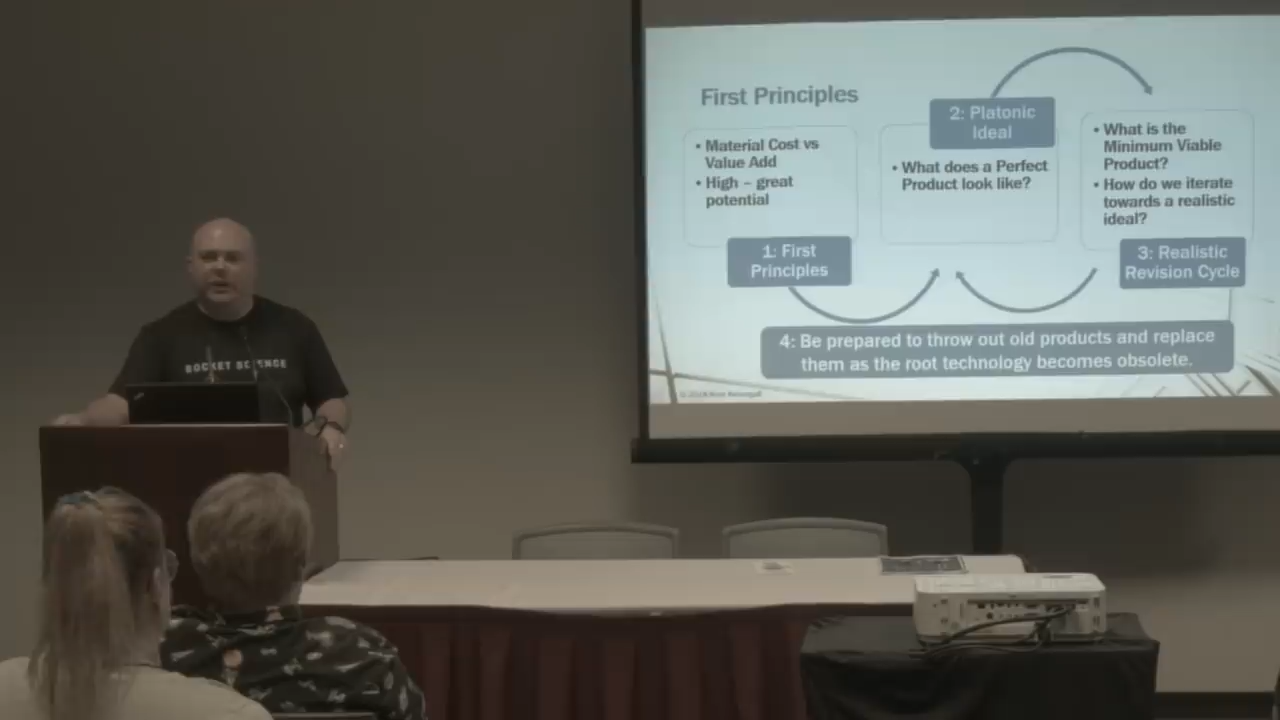 First Principles
• Material Cost vs
Value Add
• High – great
potential
1: First
Principles
2: Platonic
Ideal
• What does a Perfect
Product look like?
• What is the
Minimum Viable
Product?
• How do we iterate
towards a realistic
ideal?
3: Realistic
Revision Cycle
4: Be prepared to throw out old products and replace
them as the root technology becomes obsolete.
ROCKET SCIENCE